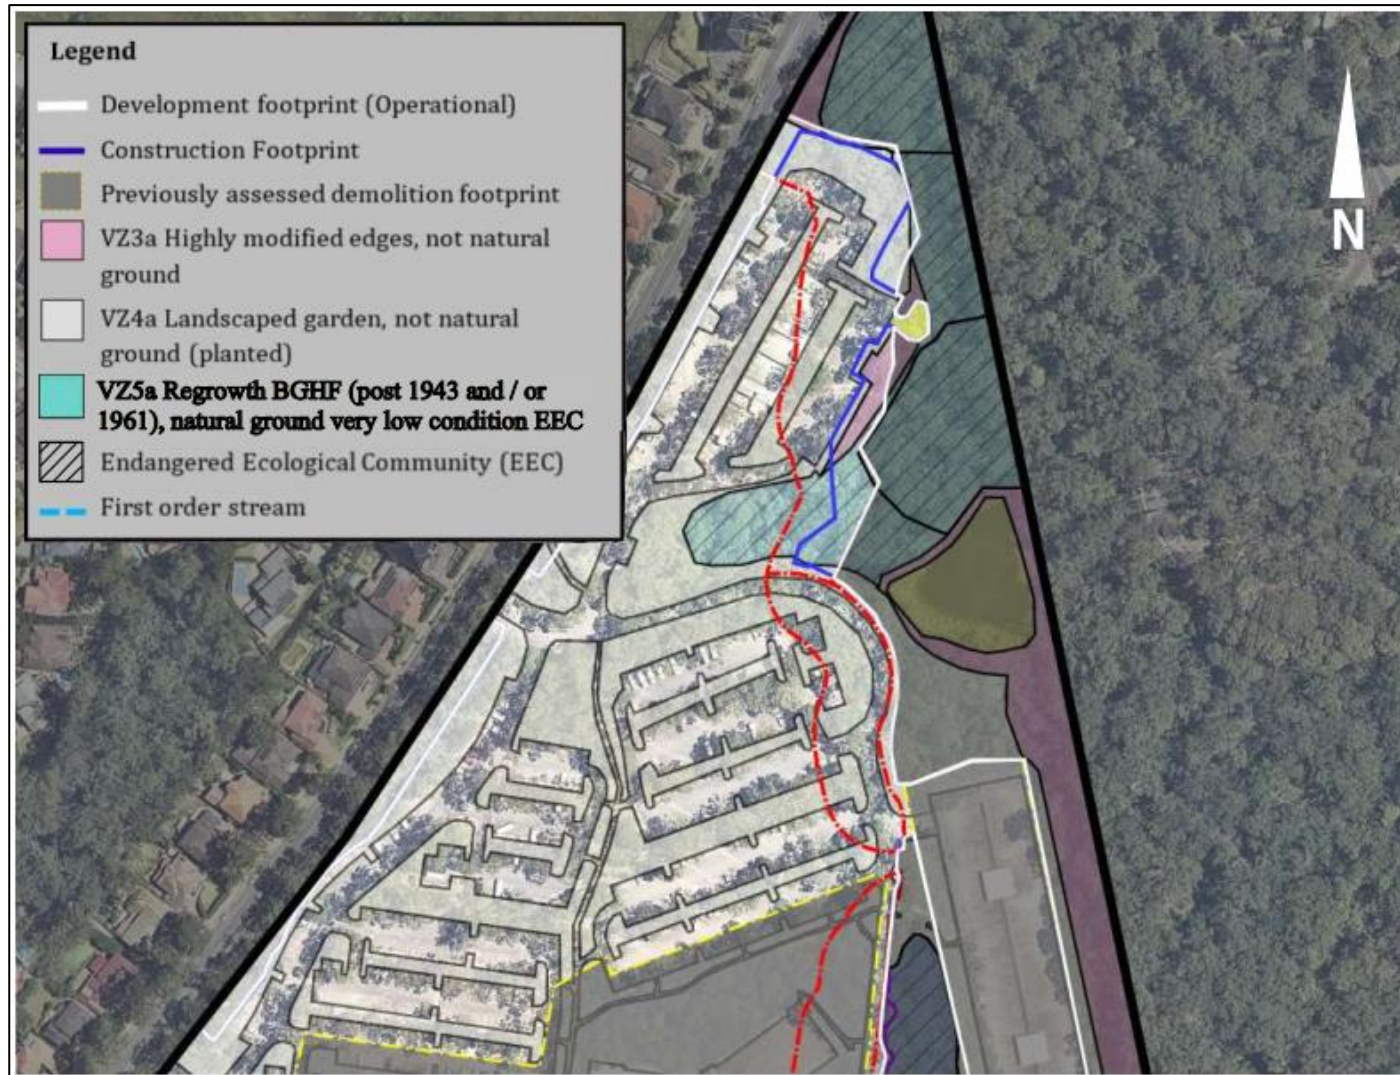 Legend
Development footprint (Operational)
Construction Footprint
Previously assessed demolition footprint
VZ3a Highly modified edges, not natural
ground
VZ4a Landscaped garden, not natural
ground (planted)
VZ5a Regrowth BGHF (post 1943 and / or
1961), natural ground very low condition EEC
Endangered Ecological Community (EEC)
First order stream
N